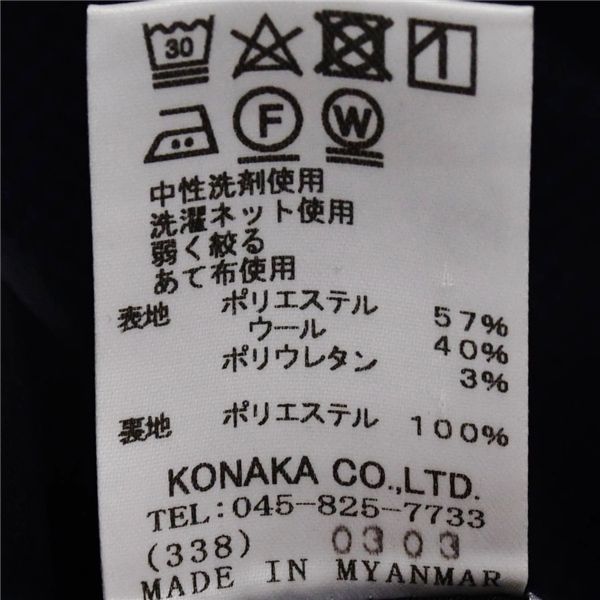 30
F W
中性洗剤使用
洗濯ネット使用
弱く絞る
あて布使用
表地 ポリエステル 57%
ウール 40%
ポリウレタン 3%
裏地 ポリエステル 100%
KONAKA CO.,LTD.
TEL:045-825-7733
(338) 0303
MADE IN MYANMAR